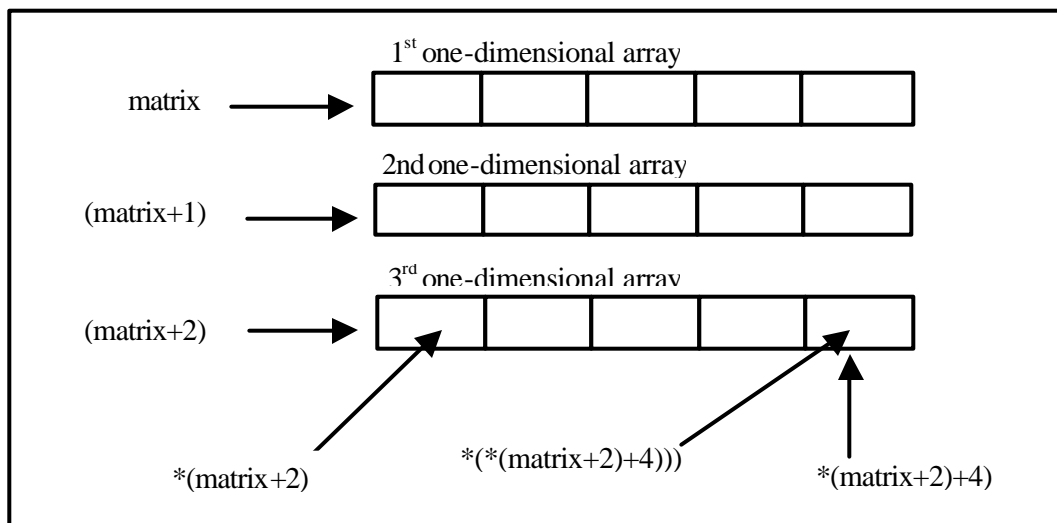 1st one-dimensional array
matrix
2nd one-dimensional array
(matrix+1)
3rd one-dimensional array
(matrix+2)
*(matrix+2)
*(*(matrix+2)+4)))
*(matrix+2)+4)